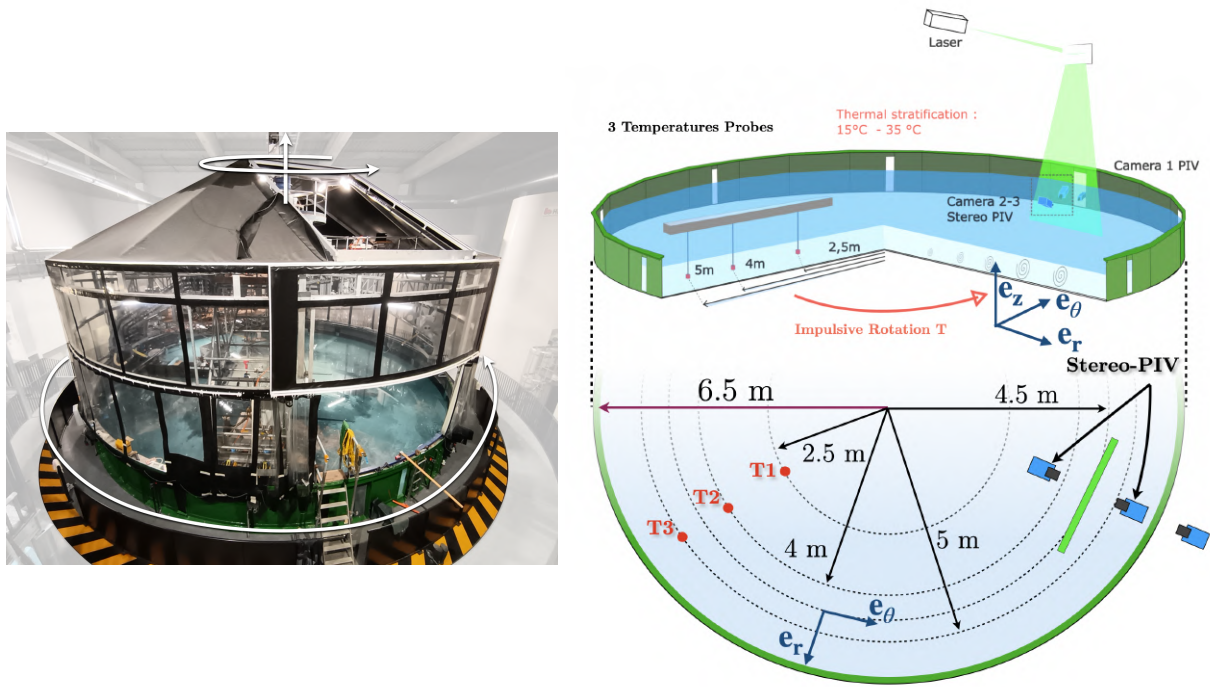 Laser
Thermal stratification :
15°C - 35 °C
3 Temperatures Probes
Camera 1 PIV
Camera 2-3
Stereo PIV
2,5m
4m
5m
e_z
e_θ
e_r
Impulsive Rotation T
Stereo-PIV
6.5 m
4.5 m
2.5 m
T1
T2
T3
4 m
5 m
e_θ
e_r